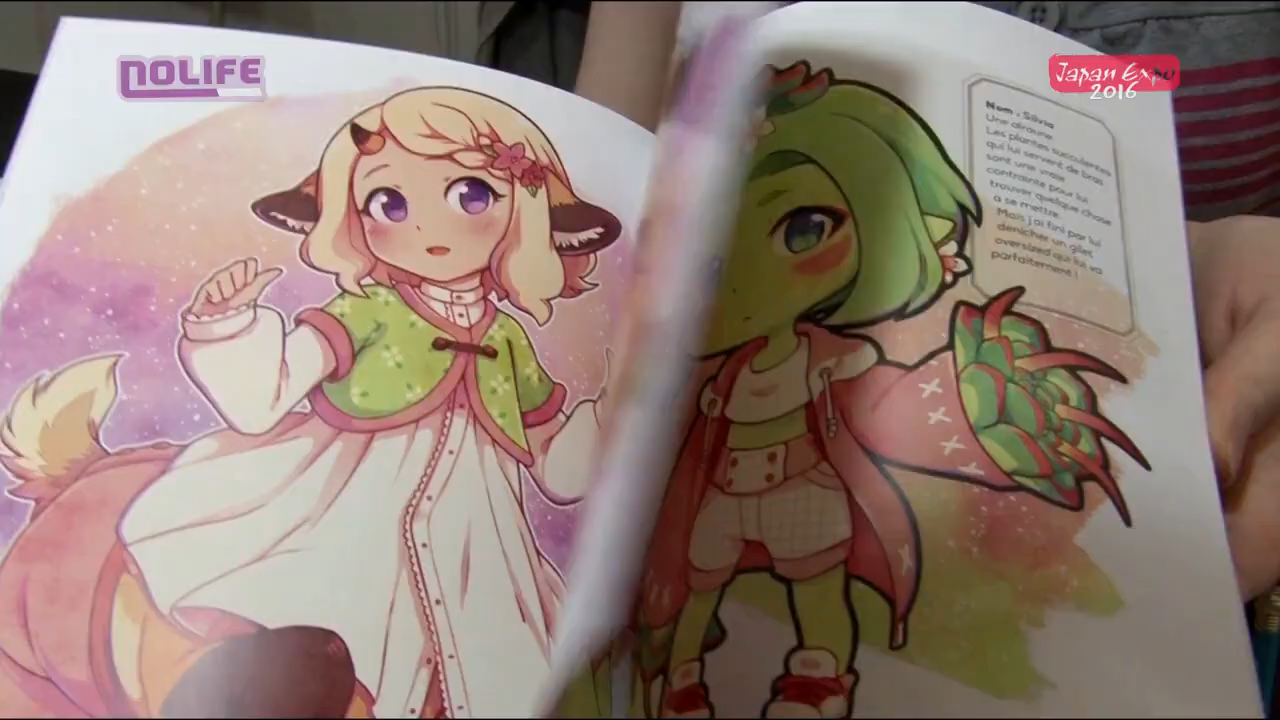 NOLIFE
Japan Expo
2016
Nom : Silvia
Une alraune
Les plantes succulentes
qui lui servent de bras
sont une vraie
contrainte pour lui
trouver quelque chose
a se mettre.
Mais j'ai fini par lui
dénicher un gilet
oversized qui lui va
parfaitement !